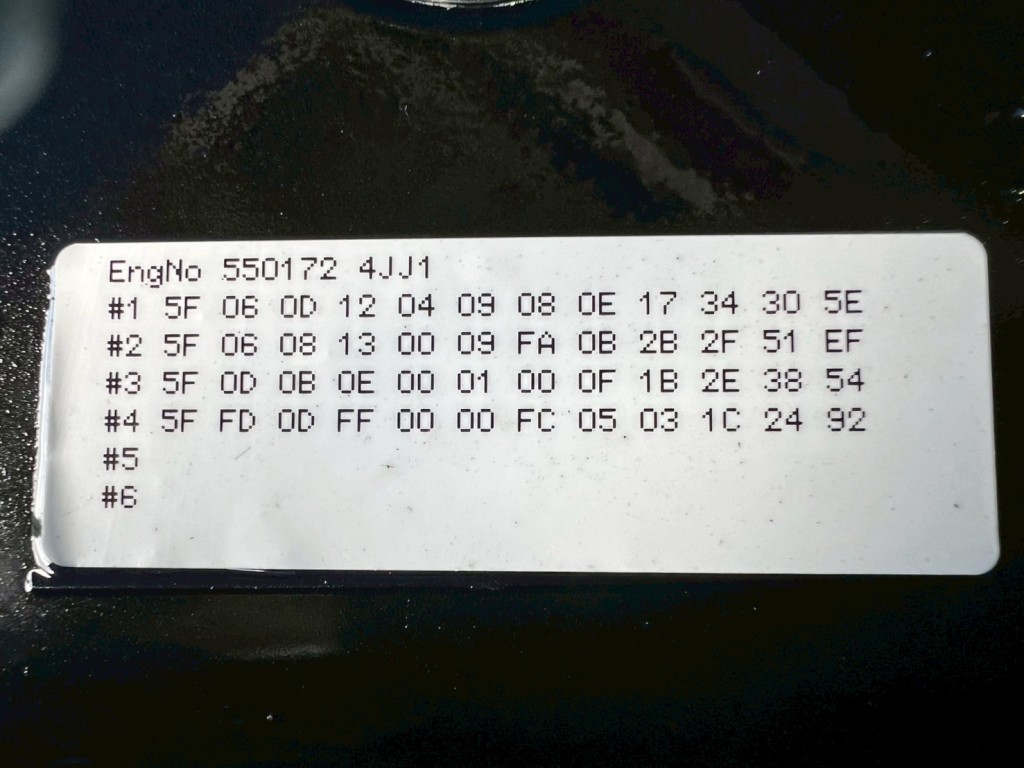 EngNo 550172 4JJ1
#1 5F 06 0D 12 04 09 08 0E 17 34 30 5E
#2 5F 06 08 13 00 09 FA 0B 2B 2F 51 EF
#3 5F 0D 0B 0E 00 01 00 0F 1B 2E 38 54
#4 5F FD 0D FF 00 00 FC 05 03 1C 24 92
#5
#6